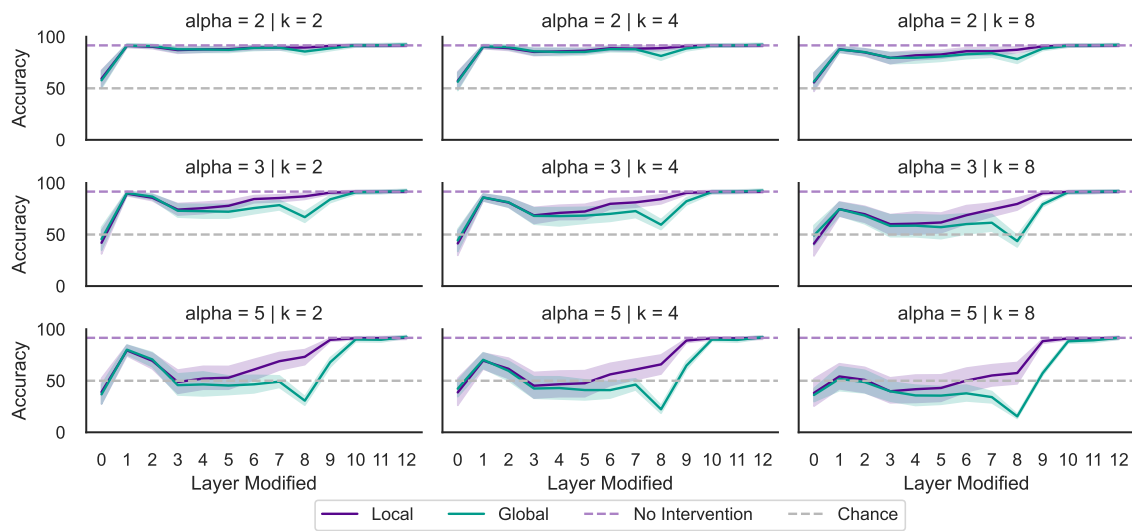 alpha = 2 | k = 2
alpha = 2 | k = 4
alpha = 2 | k = 8
Accuracy
100
50
0
alpha = 3 | k = 2
alpha = 3 | k = 4
alpha = 3 | k = 8
Accuracy
100
50
0
alpha = 5 | k = 2
alpha = 5 | k = 4
alpha = 5 | k = 8
Accuracy
100
50
0
0 1 2 3 4 5 6 7 8 9 10 11 12
0 1 2 3 4 5 6 7 8 9 10 11 12
0 1 2 3 4 5 6 7 8 9 10 11 12
Layer Modified
Layer Modified
Layer Modified
Local Global No Intervention Chance